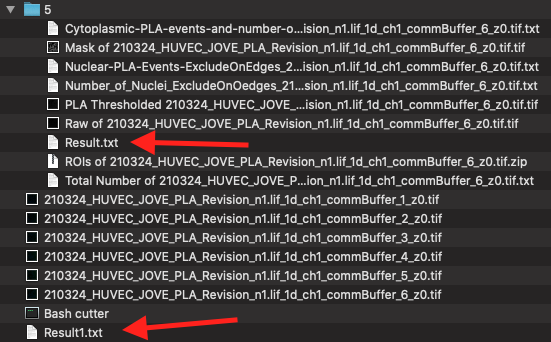 5
Cytoplasmic-PLA-events-and-number-o...ision_n1.lif_1d_ch1_commBuffer_6_z0.tif.txt
Mask of 210324_HUVEC_JOVE_PLA_Revision_n1.lif_1d_ch1_commBuffer_6_z0.tif.tif
Nuclear-PLA-Events-ExcludeOnEdges_2...ision_n1.lif_1d_ch1_commBuffer_6_z0.tif.txt
Number_of_Nuclei_ExcludeOnOedges_21...ision_n1.lif_1d_ch1_commBuffer_6_z0.tif.txt
PLA Thresholded 210324_HUVEC_JOVE_...ision_n1.lif_1d_ch1_commBuffer_6_z0.tif.tif
Raw of 210324_HUVEC_JOVE_PLA_Revision_n1.lif_1d_ch1_commBuffer_6_z0.tif.tif
Result.txt
ROIs of 210324_HUVEC_JOVE_PLA_Revision_n1.lif_1d_ch1_commBuffer_6_z0.tif.zip
Total Number of 210324_HUVEC_JOVE_P...ision_n1.lif_1d_ch1_commBuffer_6_z0.tif.txt
210324_HUVEC_JOVE_PLA_Revision_n1.lif_1d_ch1_commBuffer_1_z0.tif
210324_HUVEC_JOVE_PLA_Revision_n1.lif_1d_ch1_commBuffer_2_z0.tif
210324_HUVEC_JOVE_PLA_Revision_n1.lif_1d_ch1_commBuffer_3_z0.tif
210324_HUVEC_JOVE_PLA_Revision_n1.lif_1d_ch1_commBuffer_4_z0.tif
210324_HUVEC_JOVE_PLA_Revision_n1.lif_1d_ch1_commBuffer_5_z0.tif
210324_HUVEC_JOVE_PLA_Revision_n1.lif_1d_ch1_commBuffer_6_z0.tif
Bash cutter
Result1.txt